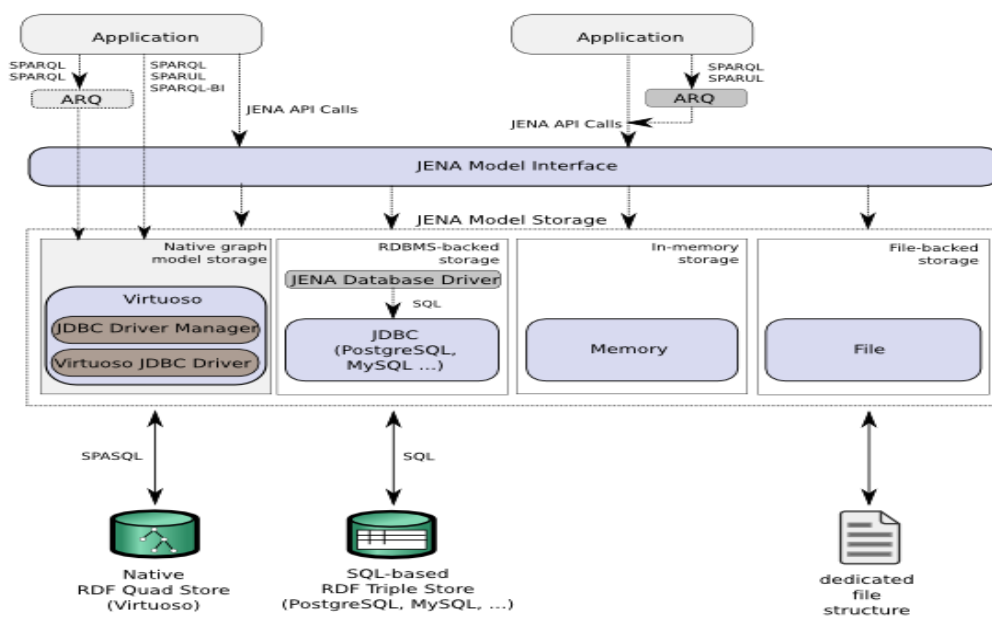 Application
Application
SPARQL
SPARQL
SPARQL
SPARUL
SPARQL-BI
SPARQL
SPARUL
ARQ
ARQ
JENA API Calls
JENA API Calls
JENA Model Interface
JENA Model Storage
Native graph
model storage
RDBMS-backed
storage
In-memory
storage
File-backed
storage
Virtuoso
JDBC Driver Manager
Virtuoso JDBC Driver
JENA Database Driver
SQL
JDBC
(PostgreSQL,
MySQL ...)
Memory
File
SPASQL
SQL
Native
RDF Quad Store
(Virtuoso)
SQL-based
RDF Triple Store
(PostgreSQL, MySQL, ...)
dedicated
file
structure